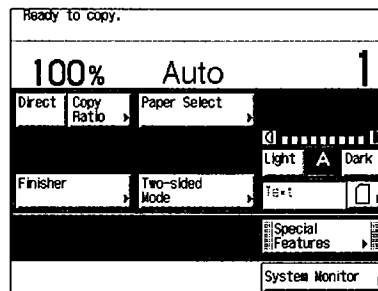 Ready to copy.
100% Auto 1
Direct Copy Ratio Paper Select
Light A Dark
Finisher Two-sided Mode Text
Special Features
System Monitor